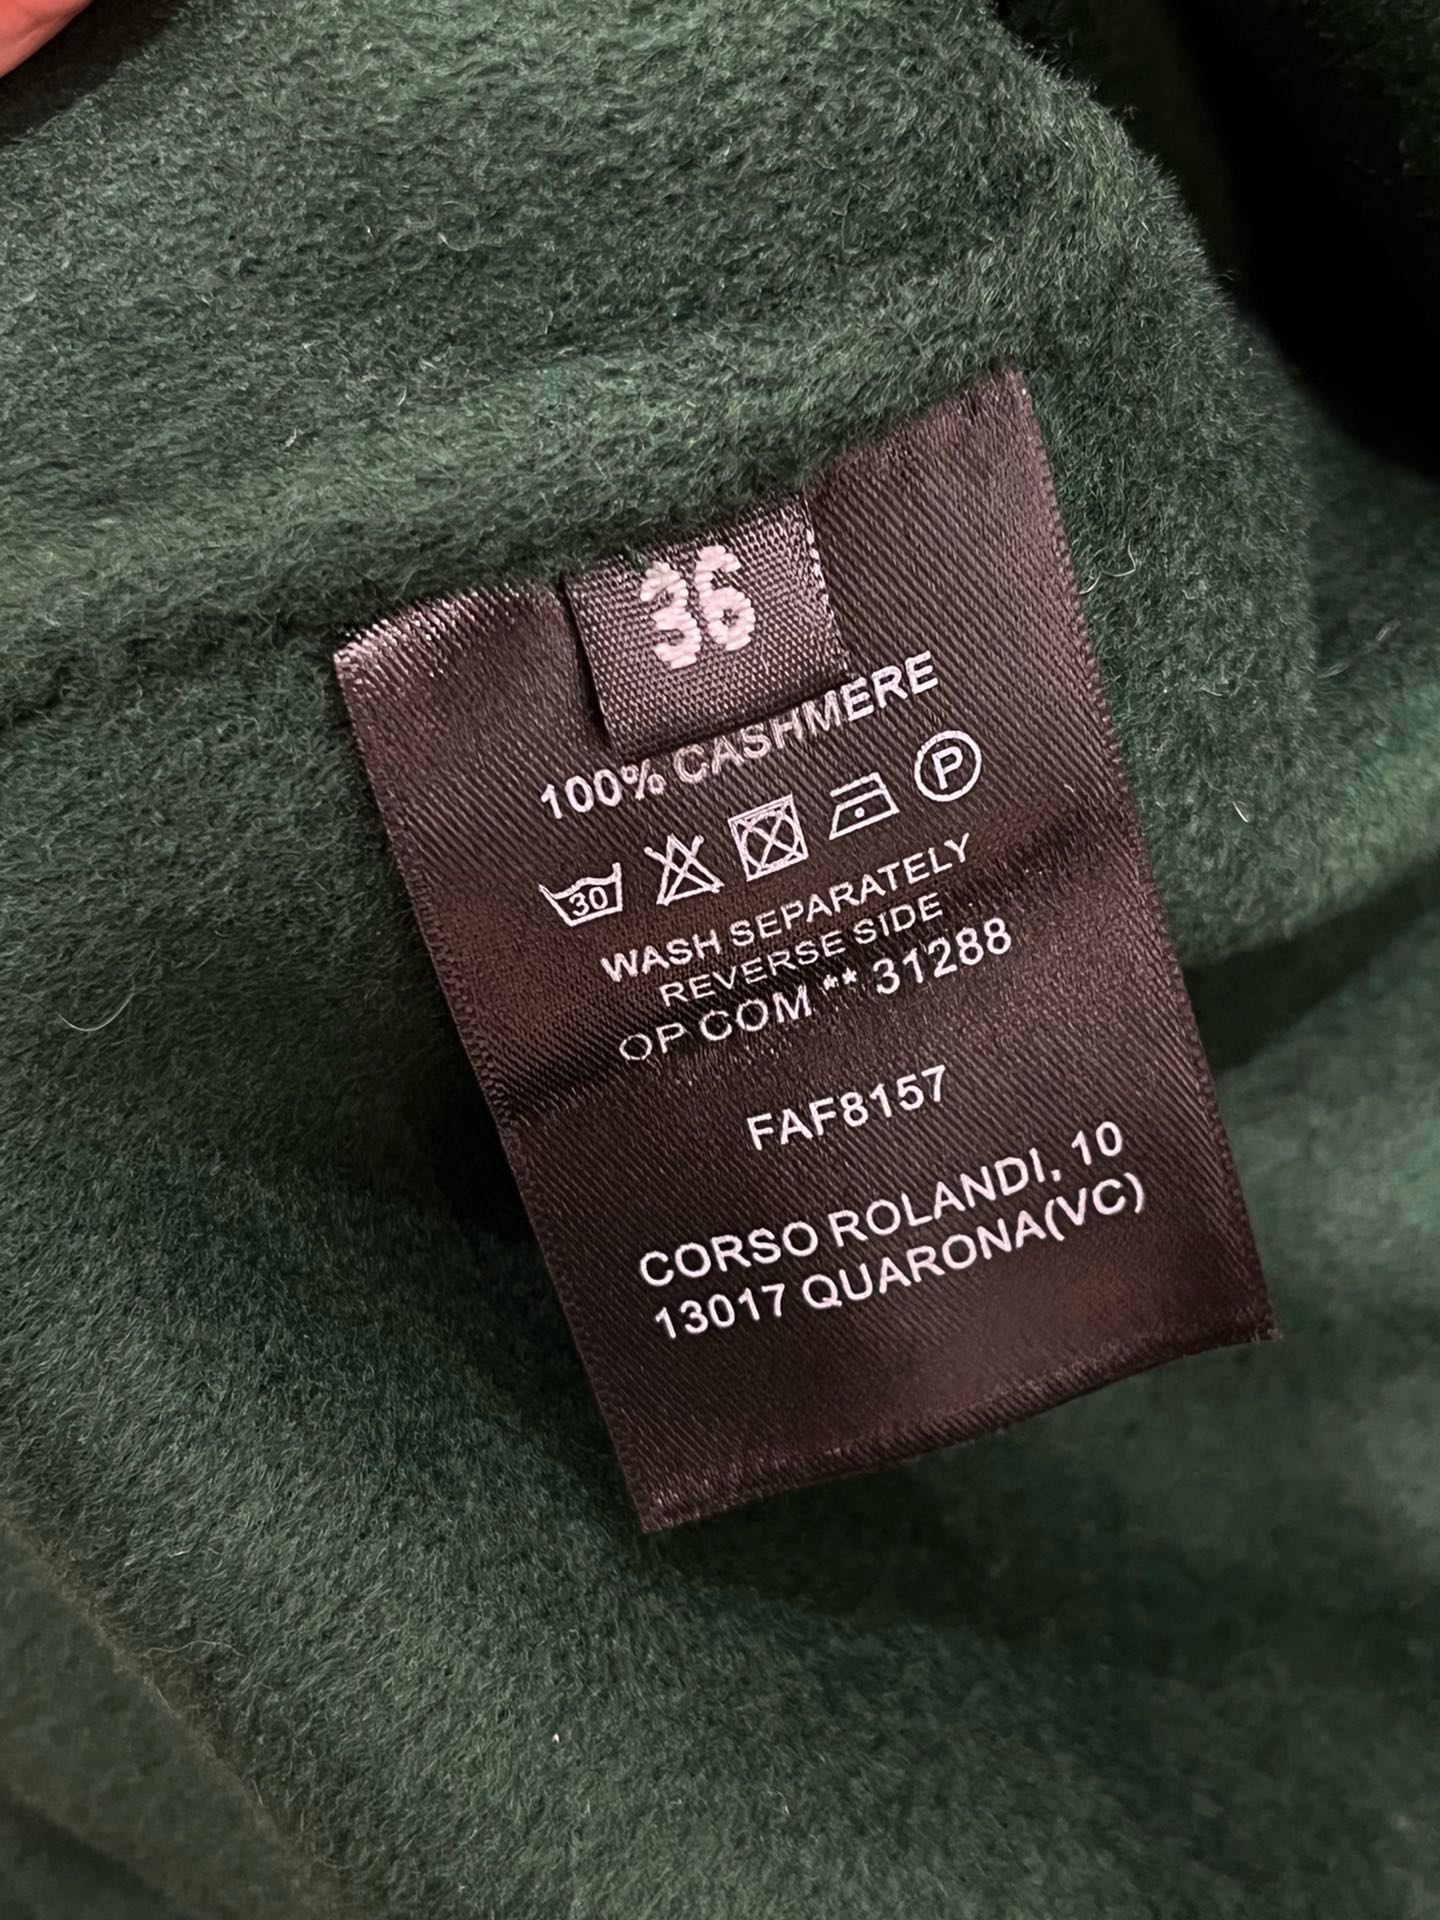 36
100% CASHMERE
30 P
WASH SEPARATELY
REVERSE SIDE
OP COM ** 31288
FAF8157
CORSO ROLANDI, 10
13017 QUARONA(VC)